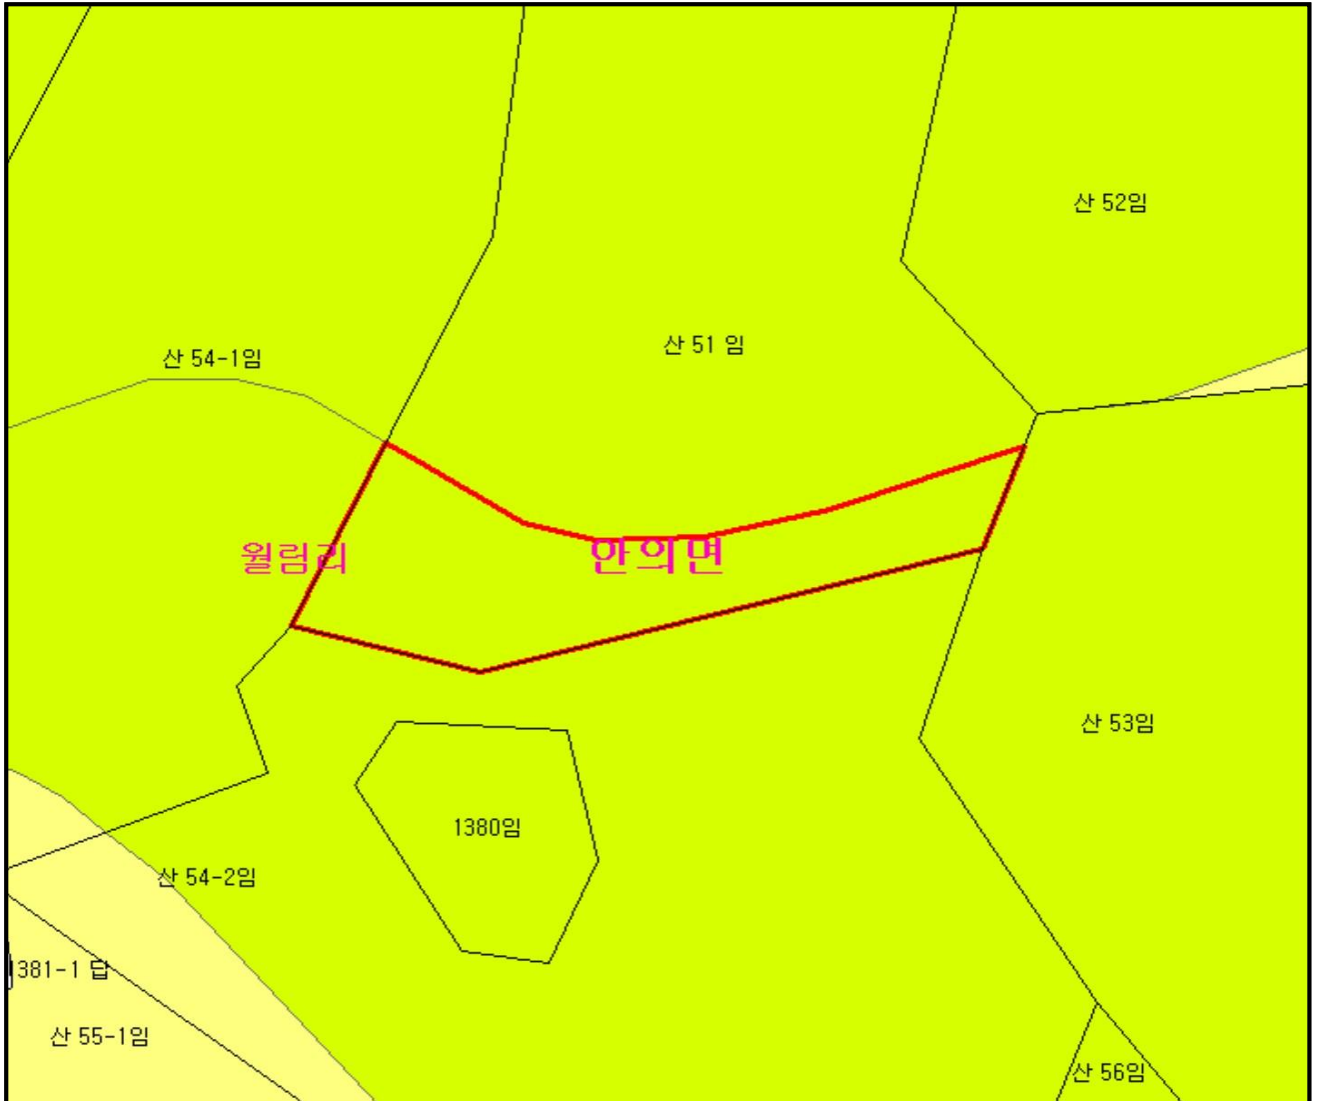 산 52임
산 51 임
산 54-1임
월림리
안의면
산 53임
1380임
산 54-2임
381-1 답
산 55-1임
산 56임